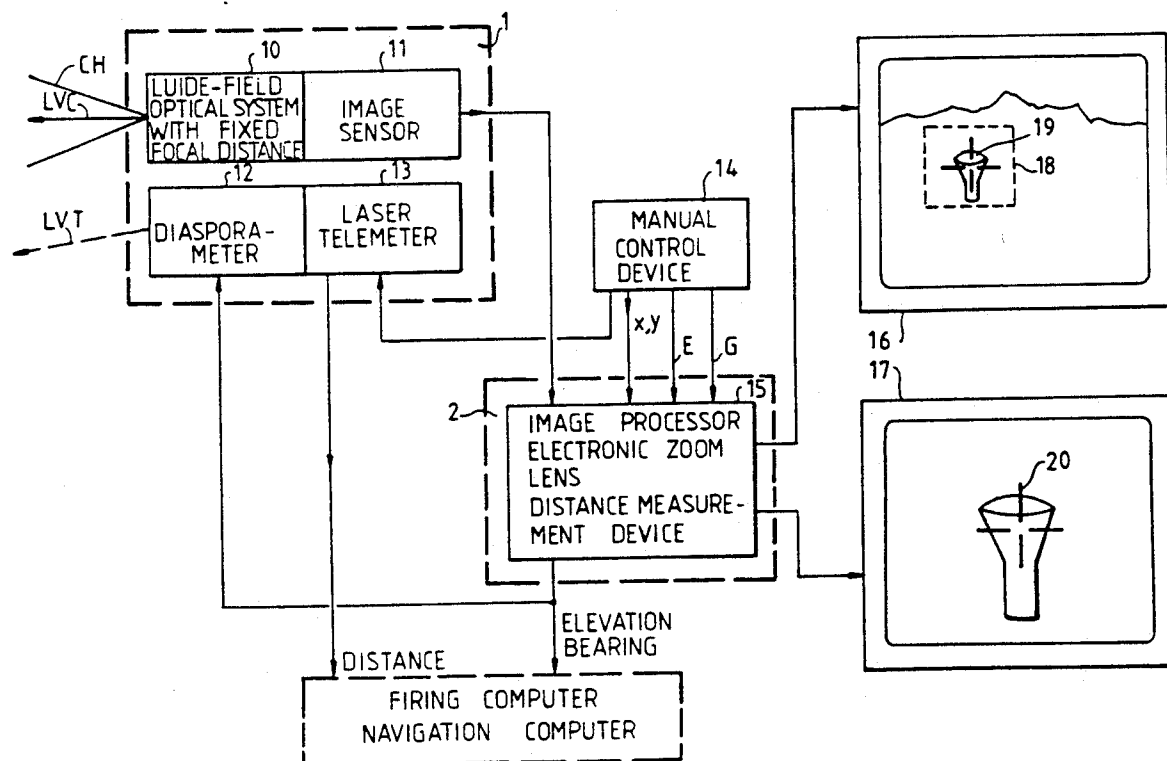 1
CH
LVC
10
11
LUIDE-FIELD
OPTICAL SYSTEM
WITH FIXED
FOCAL DISTANCE
IMAGE
SENSOR
12
13
LVT
DIASPORA-
METER
LASER
TELEMETER
14
MANUAL
CONTROL
DEVICE
x,y
E
G
2
15
IMAGE PROCESSOR
ELECTRONIC ZOOM
LENS
DISTANCE MEASURE-
MENT DEVICE
19
18
16
17
20
ELEVATION
BEARING
DISTANCE
FIRING COMPUTER
NAVIGATION COMPUTER